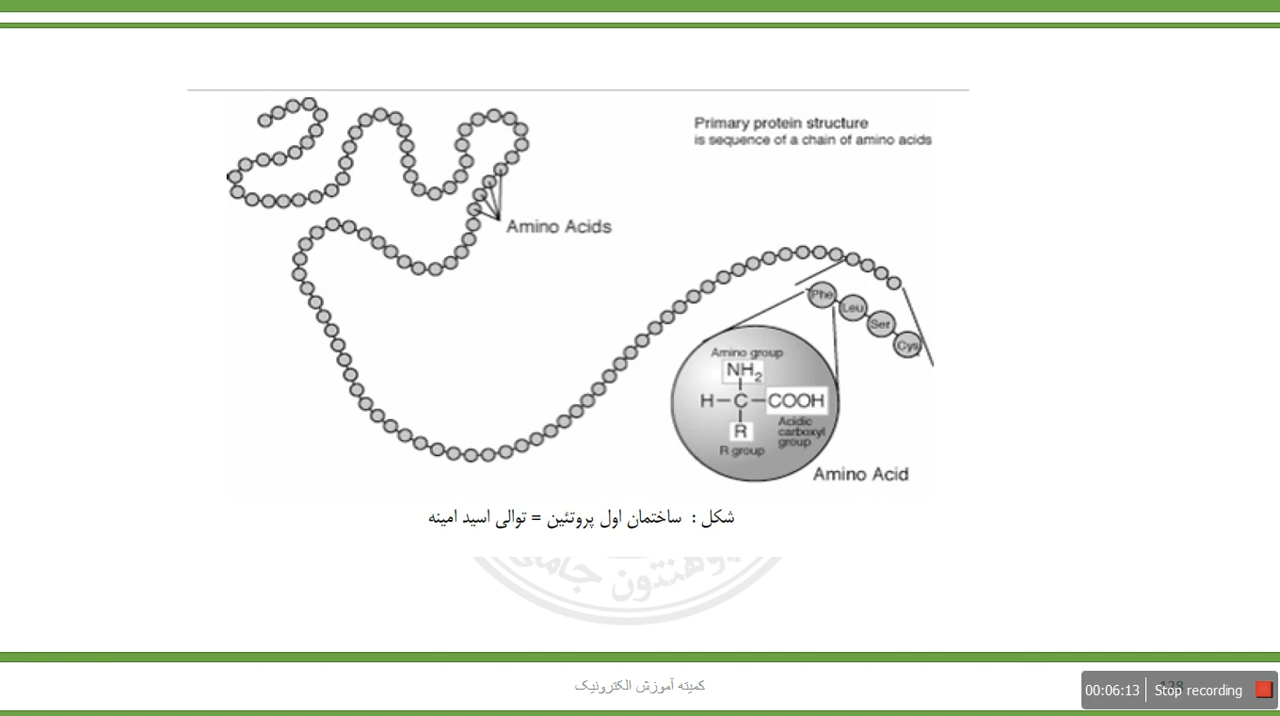 Primary protein structure
is sequence of a chain of amino acids
Amino Acids
Phe
Leu
Ser
Cys
Amino group
NH2
H–C–COOH
R
Acidic
carboxyl
group
R group
Amino Acid
شکل : ساختمان اول پروتئین = توالی اسید امینه
کمیته آموزش الکترونیک
00:06:13 Stop recording